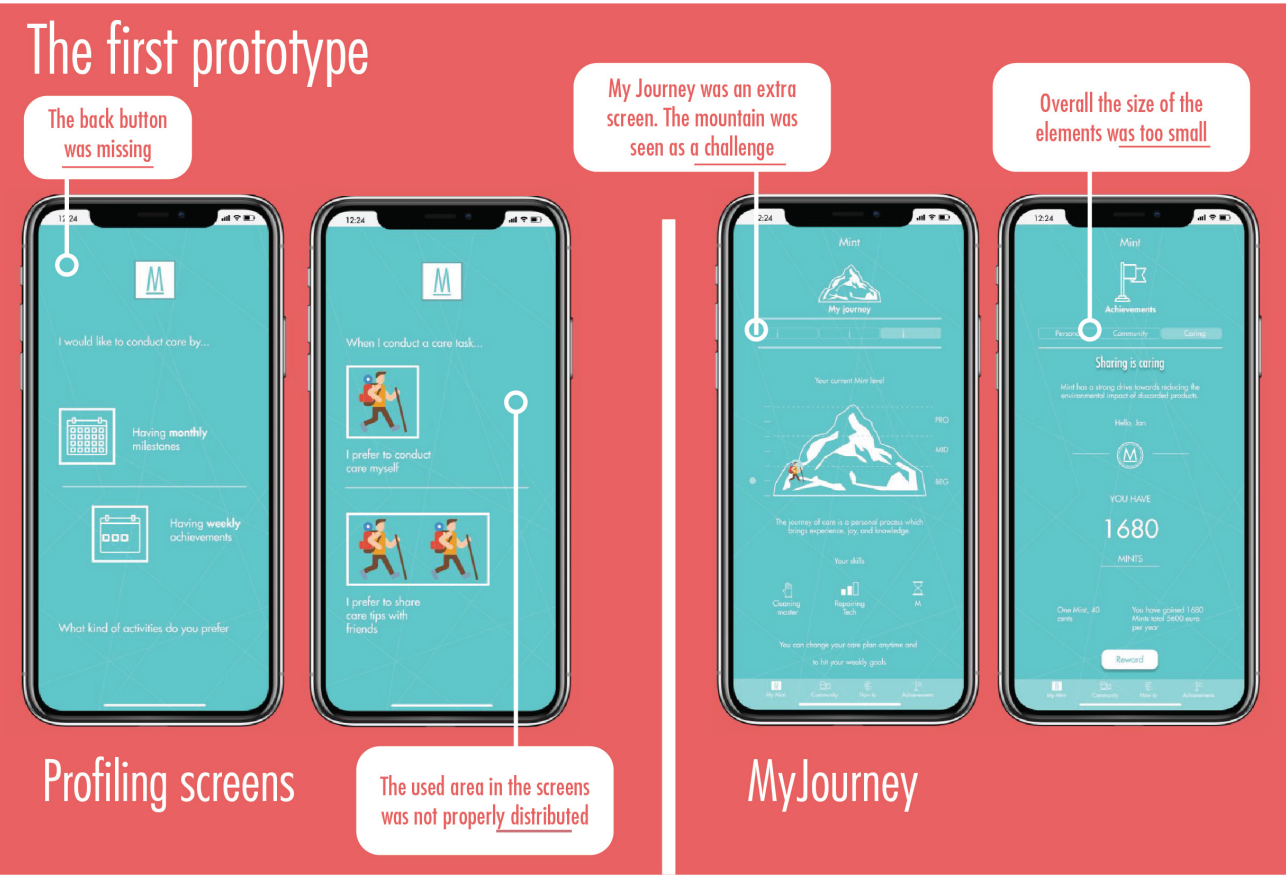 The first prototype
The back button
was missing
My Journey was an extra
screen. The mountain was
seen as a challenge
Overall the size of the
elements was too small
12:24
M
I would like to conduct care by...
Having monthly
milestones
Having weekly
achievements
What kind of activities do you prefer
12:24
M
When I conduct a care task...
I prefer to conduct
care myself
I prefer to share
care tips with
friends
2:24
Mint
My journey
Your current Mint level
PRO
MID
BEG
The journey of care is a personal process which
brings experience, joy, and knowledge.
Your skills
Cleaning
master
Repairing
Tech
M
You can change your care plan anytime and
to hit your weekly goals
My Mint
Community
How to
Achievements
12:24
Mint
Achievements
Persona
Community
Caring
Sharing is caring
Mint has a strong drive towards reducing the
environmental impact of discarded products.
Hello, Jan
M
YOU HAVE
1680
MINTS
One Mint, 40
cents
You have gained 1680
Mints total 5600 euro
per year
Reward
My Mint
Community
How to
Achievements
Profiling screens
The used area in the screens
was not properly distributed
MyJourney